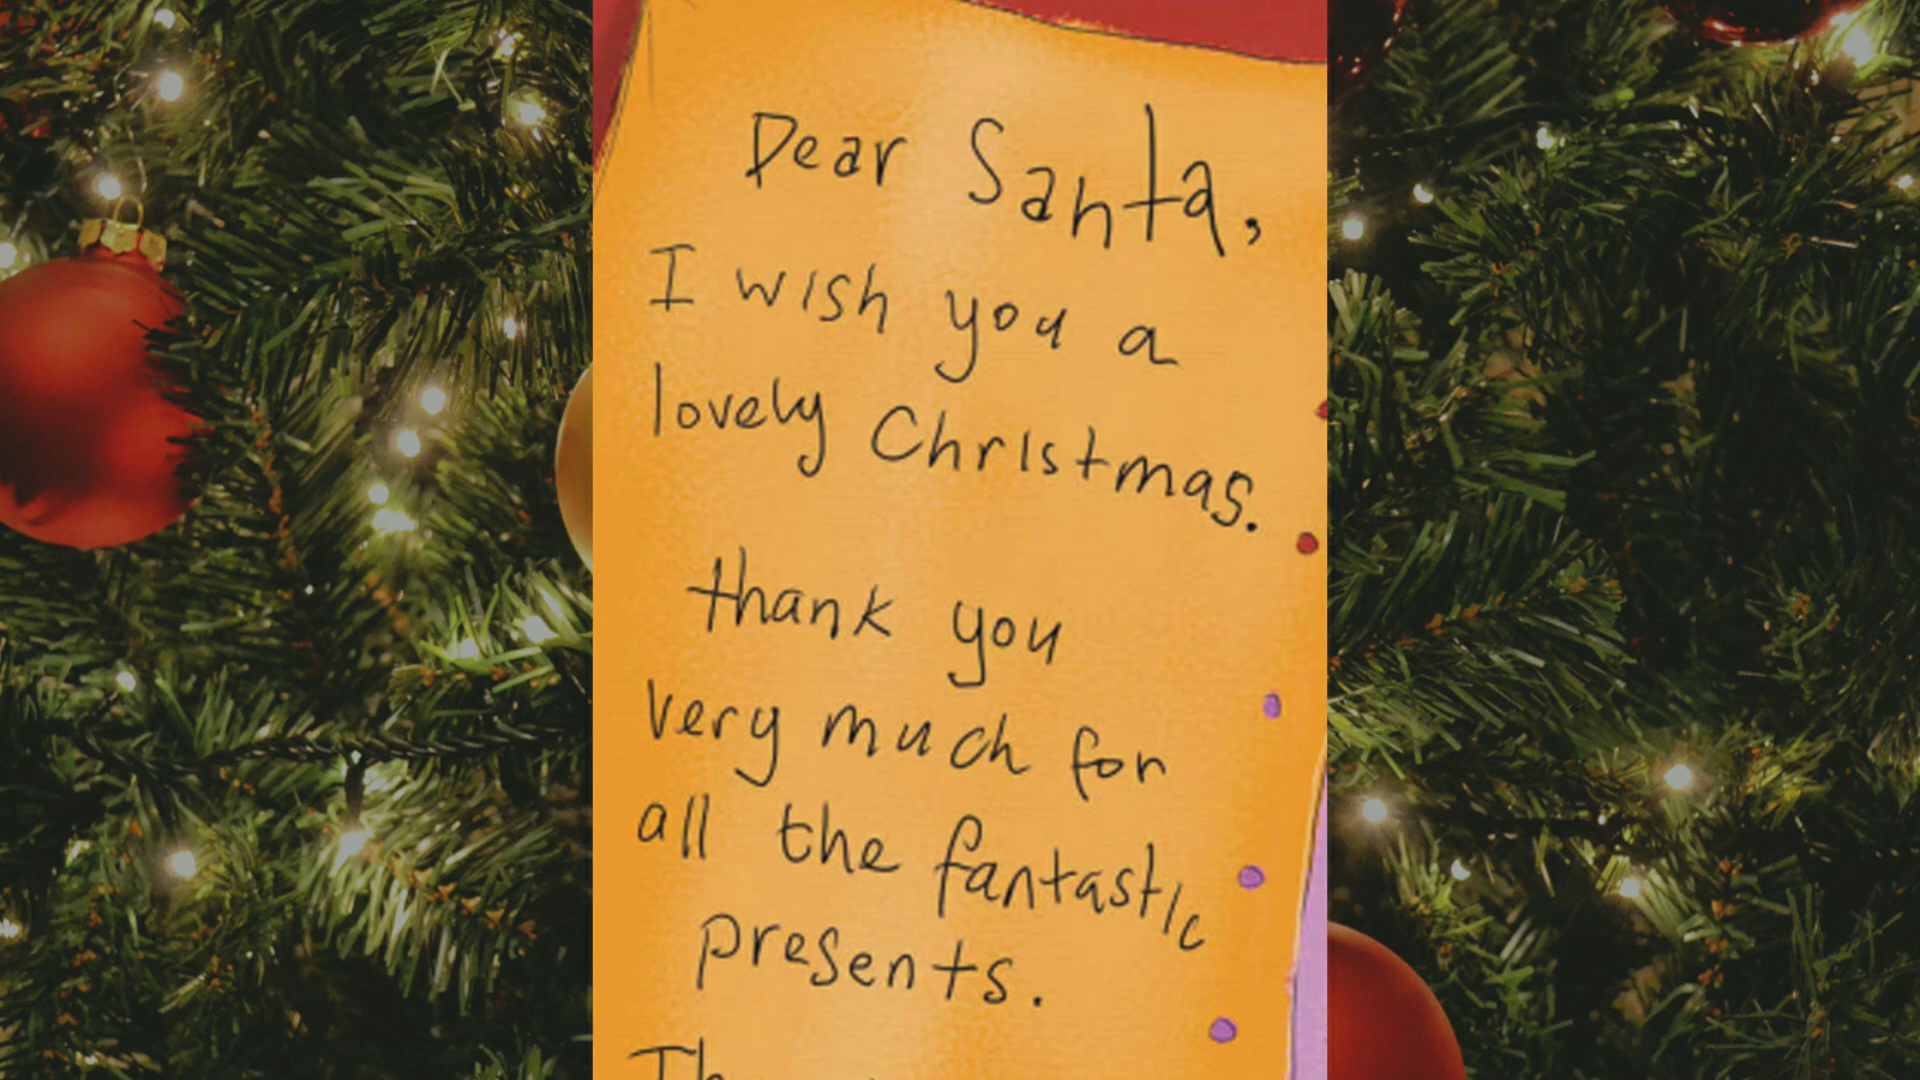 Dear Santa,
I wish you a
lovely Christmas.
thank you
very much for
all the fantastic
presents.